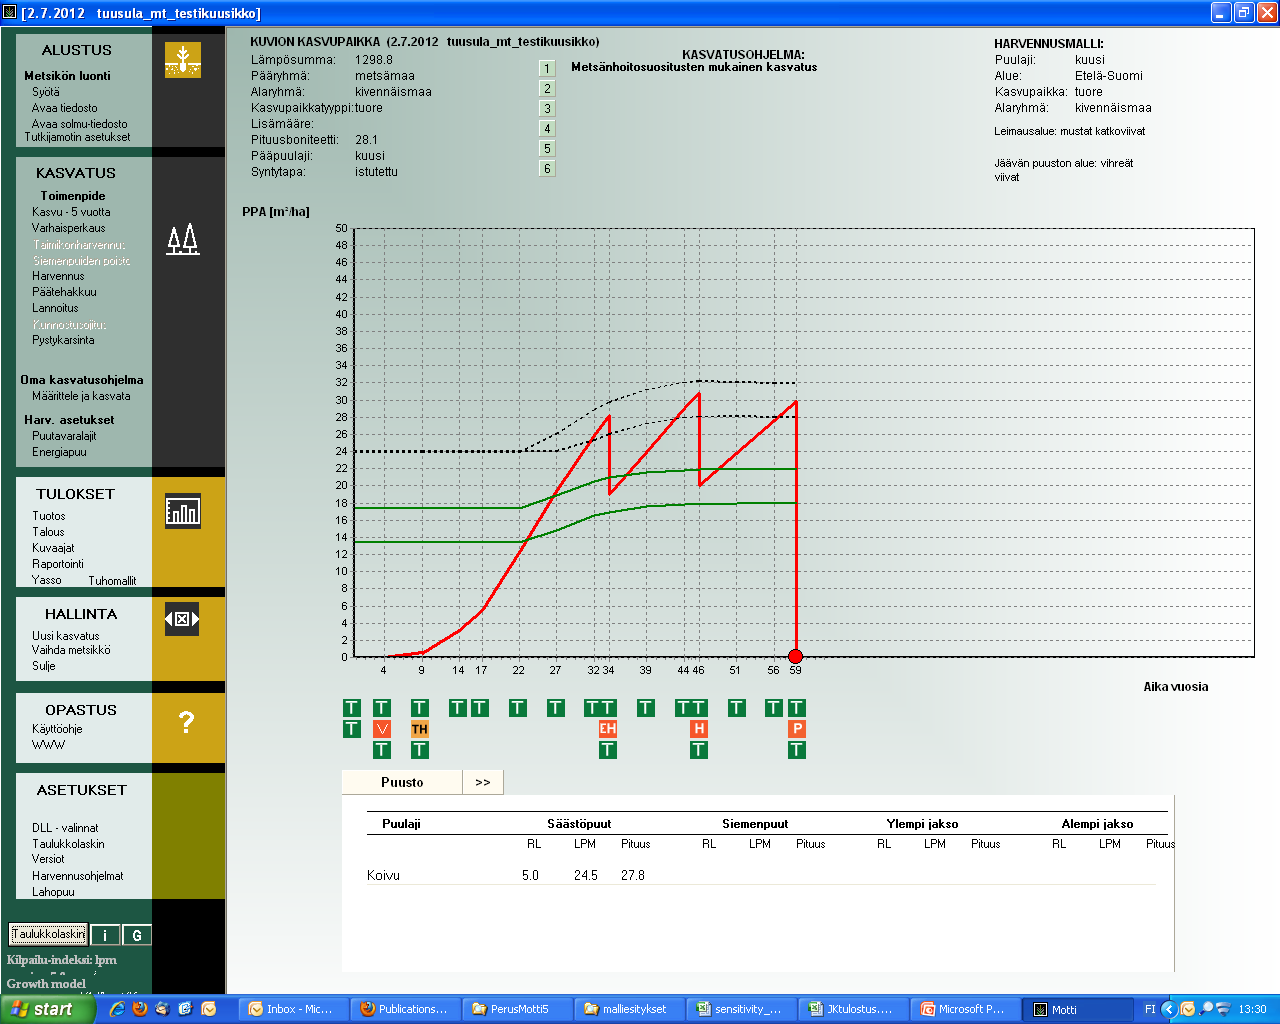 [2.7.2012 tuusula_mt_testikuusikko]
ALUSTUS
Metsikön luonti
Syötä
Avaa tiedosto
Avaa solmu-tiedosto
Tutkijamotin asetukset
KASVATUS
Toimenpide
Kasvu - 5 vuotta
Varhaisperkaus
Taimikonharvennus
Siemenpuiden poisto
Harvennus
Päätehakkuu
Lannoitus
Kunnostusojitus
Pystykarsinta
Oma kasvatusohjelma
Määrittele ja kasvata
Harv. asetukset
Puutavaralajit
Energiapuu
TULOKSET
Tuotos
Talous
Kuvaajat
Raportointi
Yasso Tuhomallit
HALLINTA
Uusi kasvatus
Vaihda metsikkö
Sulje
OPASTUS
Käyttöohje
WWW
?
ASETUKSET
DLL - valinnat
Taulukkolaskin
Versiot
Harvennusohjelmat
Lahopuu
Taulukkolaskin i G
Kilpailu-indeksi: lpm
Growth model
KUVION KASVUPAIKKA (2.7.2012 tuusula_mt_testikuusikko)
Lämpösumma: 1298.8
Pääryhmä: metsämaa
Alaryhmä: kivennäismaa
Kasvupaikkatyyppi: tuore
Lisämääre:
Pituusboniteetti: 28.1
Pääpuulaji: kuusi
Syntytapa: istutettu
1
2
3
4
5
6
KASVATUSOHJELMA:
Metsänhoitosuositusten mukainen kasvatus
HARVENNUSMALLI:
Puulaji: kuusi
Alue: Etelä-Suomi
Kasvupaikka: tuore
Alaryhmä: kivennäismaa
Leimausalue: mustat katkoviivat
Jäävän puuston alue: vihreät
viivat
PPA [m²/ha]
50
48
46
44
42
40
38
36
34
32
30
28
26
24
22
20
18
16
14
12
10
8
6
4
2
0
4 9 14 17 22 27 32 34 39 44 46 51 56 59
Aika vuosia
T T T T T T T T T T T T T T T
T V TH EH H P
T T T T T
Puusto >>
Puulaji Säästöpuut Siemenpuut Ylempi jakso Alempi jakso
RL LPM Pituus RL LPM Pituus RL LPM Pituus RL LPM Pituus
Koivu 5.0 24.5 27.8
start Inbox - Mic... Publications... PerusMotti5 malliesitykset sensitivity_... JKtulostus.... Microsoft P... Motti FI 13:30